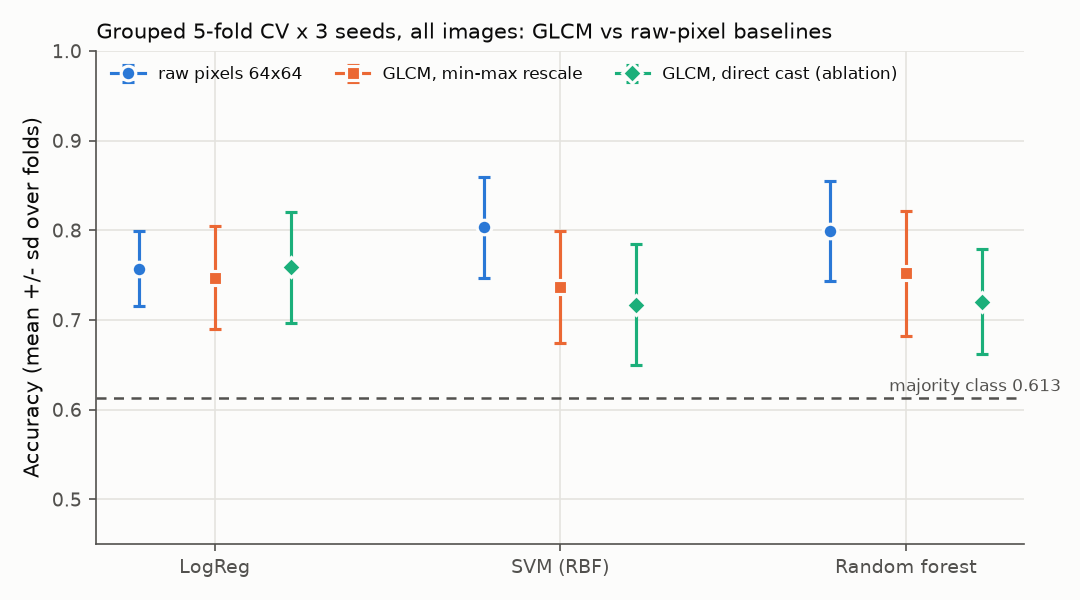 Grouped 5-fold CV x 3 seeds, all images: GLCM vs raw-pixel baselines
raw pixels 64x64
GLCM, min-max rescale
GLCM, direct cast (ablation)
Accuracy (mean +/- sd over folds)
1.0
0.9
0.8
0.7
0.6
0.5
majority class 0.613
LogReg
SVM (RBF)
Random forest